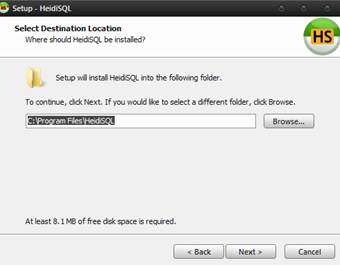 Setup - HeidiSQL
Select Destination Location
Where should HeidiSQL be installed?
HS
Setup will install HeidiSQL into the following folder.
To continue, click Next. If you would like to select a different folder, click Browse.
C:\Program Files\HeidiSQL
Browse...
At least 8.1 MB of free disk space is required.
< Back
Next >
Cancel